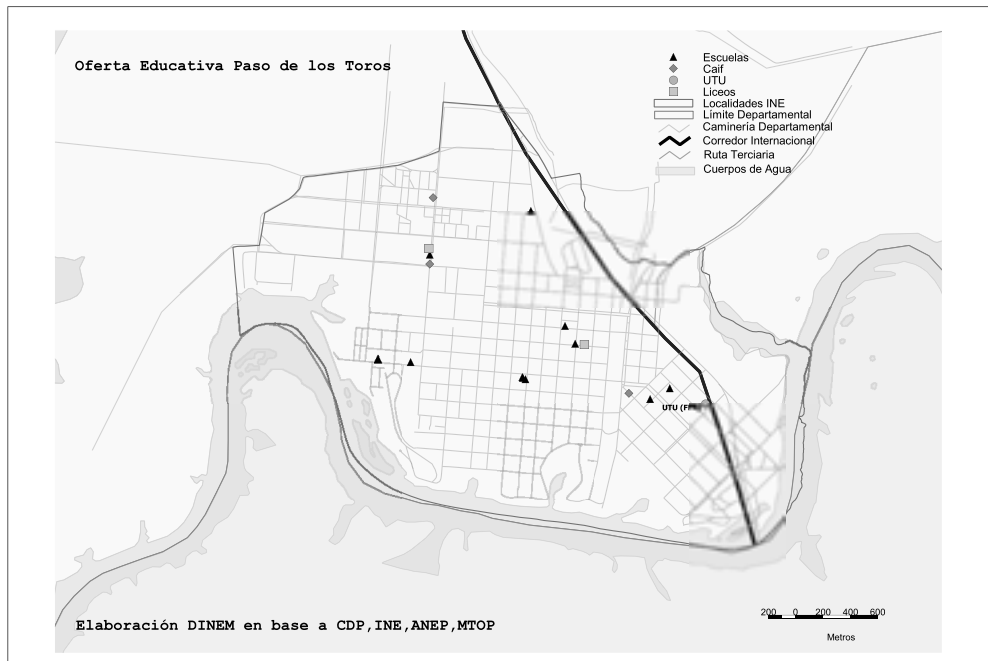 Oferta Educativa Paso de los Toros
Escuelas
Caif
UTU
Liceos
Localidades INE
Límite Departamental
Caminería Departamental
Corredor Internacional
Ruta Terciaria
Cuerpos de Agua
UTU
Elaboración DINEM en base a CDP,INE,ANEP,MTOP
200 0 200 400 600
Metros